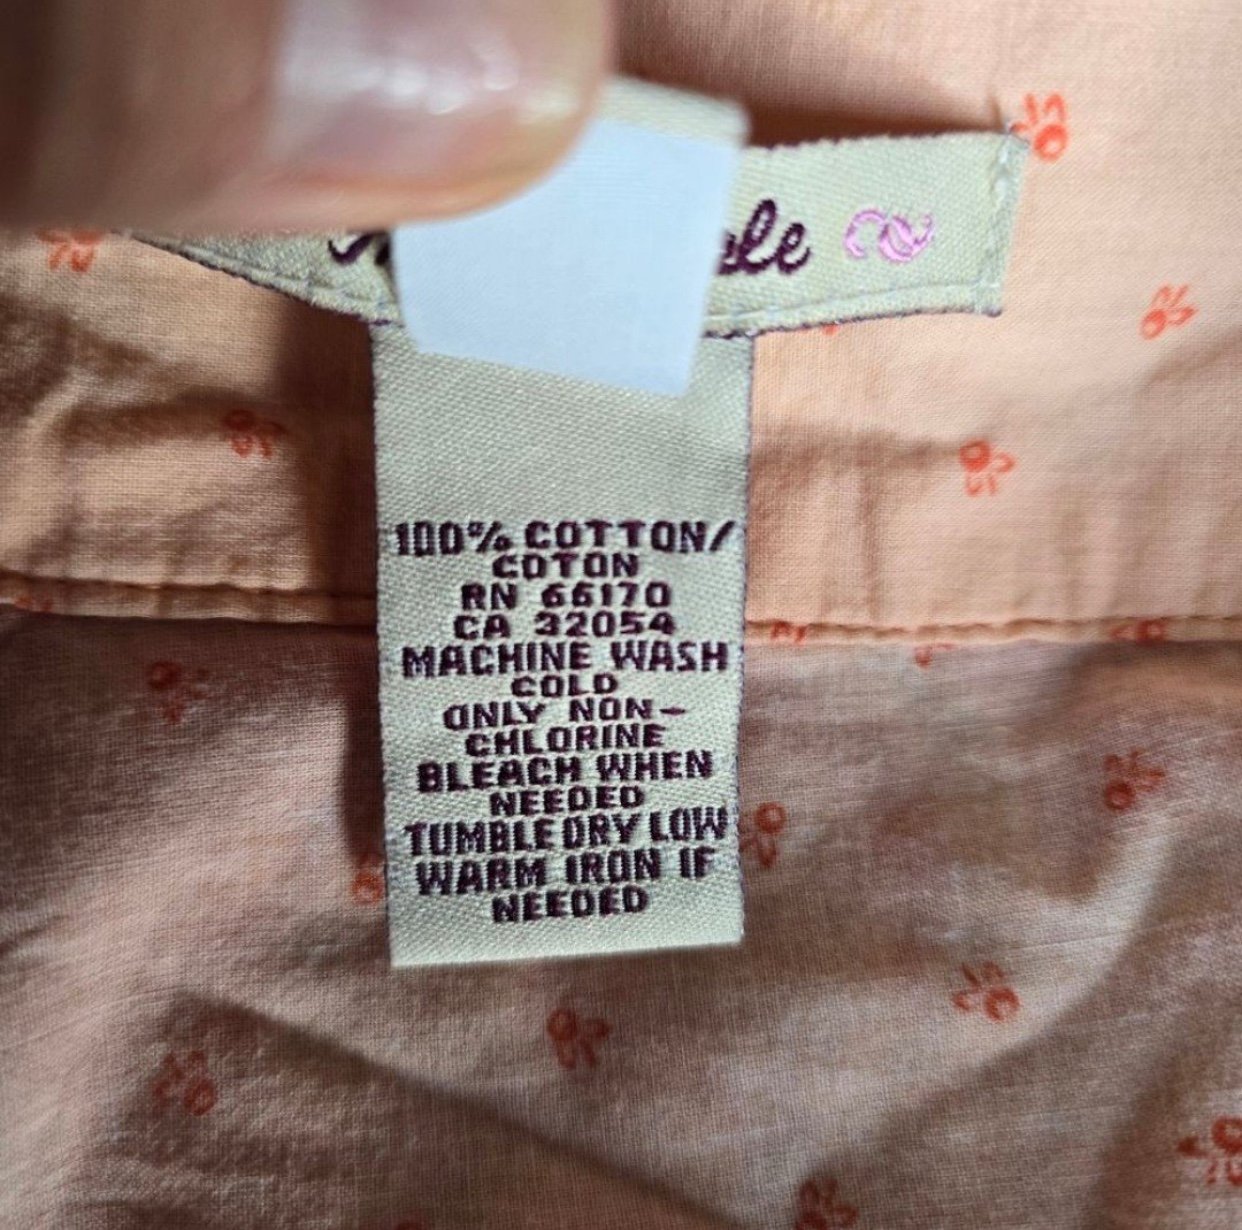 le
100% COTTON/
COTON
RN 66170
CA 32054
MACHINE WASH
COLD
ONLY NON-
CHLORINE
BLEACH WHEN
NEEDED
TUMBLE DRY LOW
WARM IRON IF
NEEDED